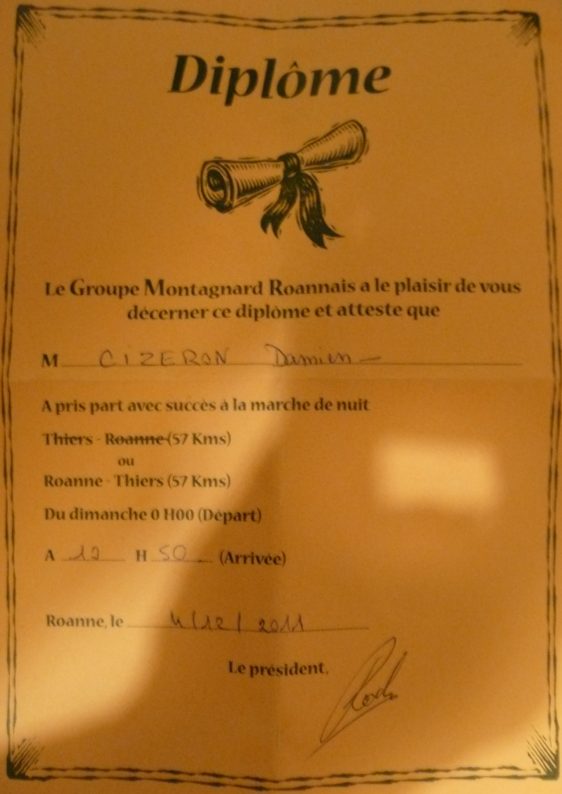 Diplôme
Le Groupe Montagnard Roannais a le plaisir de vous
décerner ce diplôme et atteste que
M CIZERON Damien
A pris part avec succès à la marche de nuit
Thiers - Roanne (57 Kms)
ou
Roanne - Thiers (57 Kms)
Du dimanche 0 H00 (Départ)
A H 50 (Arrivée)
Roanne, le 4/12/2011
Le président,